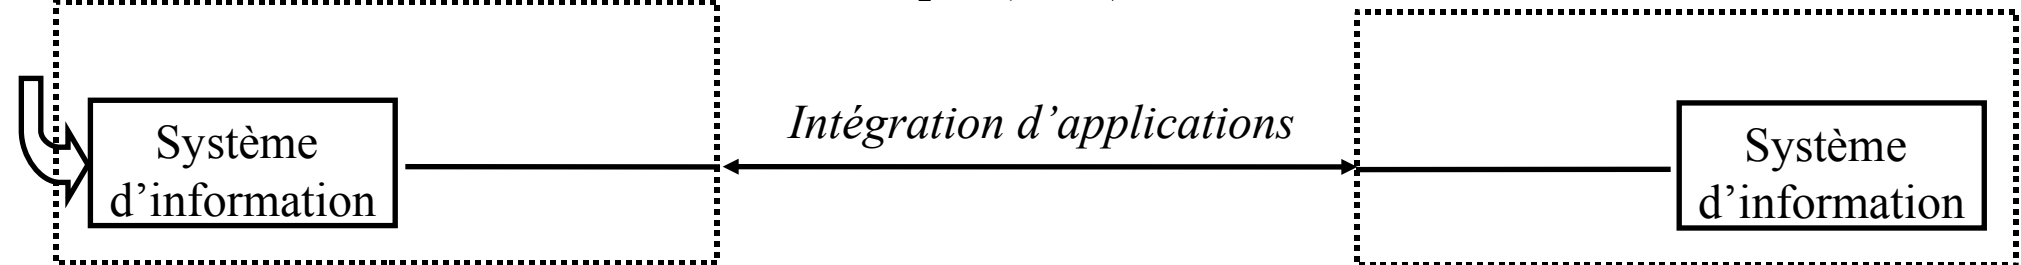 Système
d’information
Intégration d’applications
Système
d’information